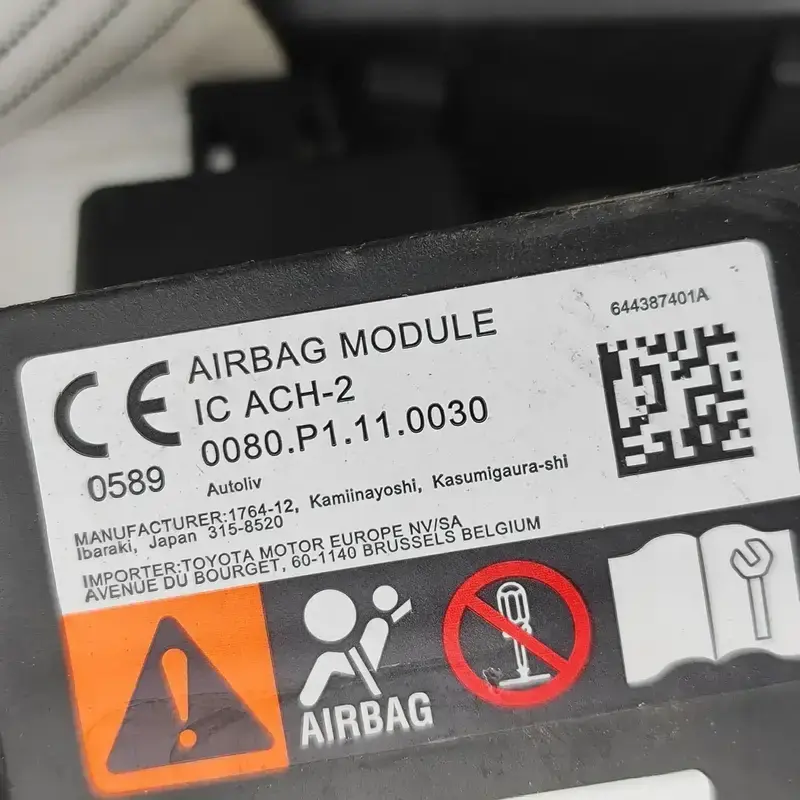 644387401A
CE AIRBAG MODULE
IC ACH-2
0589 0080.P1.11.0030
Autoliv
MANUFACTURER:1764-12, Kamiinayoshi, Kasumigaura-shi
Ibaraki, Japan 315-8520
IMPORTER:TOYOTA MOTOR EUROPE NV/SA
AVENUE DU BOURGET, 60-1140 BRUSSELS BELGIUM
AIRBAG